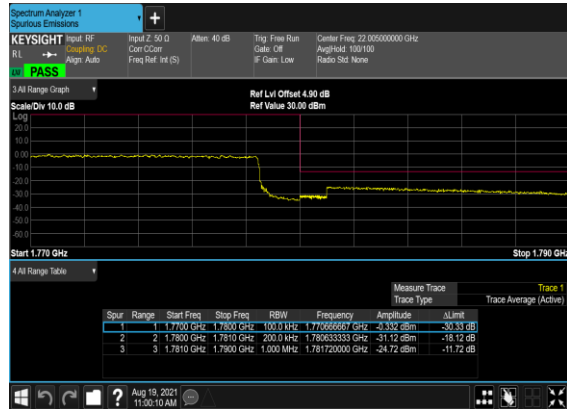 Spectrum Analyzer 1
Spurious Emissions
+
KEYSIGHT Input: RF Input Z: 50 Ω Atten: 40 dB Trig: Free Run Center Freq: 22.005000000 GHz
RL Coupling: DC Corr CCorr Gate: Off Avg|Hold: 100/100
Align: Auto Freq Ref: Int (S) IF Gain: Low Radio Std: None
PASS
3 All Range Graph
Ref Lvl Offset 4.90 dB
Scale/Div 10.0 dB Ref Value 30.00 dBm
Log
20.0
10.0
0.00
-10.0
-20.0
-30.0
-40.0
-50.0
-60.0
Start 1.770 GHz Stop 1.790 GHz
4 All Range Table
Measure Trace Trace 1
Trace Type Trace Average (Active)
Spur Range Start Freq Stop Freq RBW Frequency Amplitude ΔLimit
1 1 1.7700 GHz 1.7800 GHz 100.0 kHz 1.770666667 GHz -0.332 dBm -30.33 dB
2 2 1.7800 GHz 1.7810 GHz 200.0 kHz 1.780633333 GHz -31.12 dBm -18.12 dB
3 3 1.7810 GHz 1.7900 GHz 1.000 MHz 1.781720000 GHz -24.72 dBm -11.72 dB
? Aug 19, 2021
11:00:10 AM